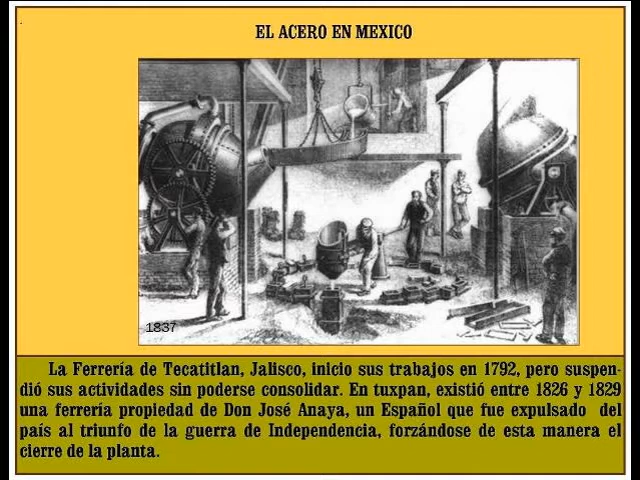 EL ACERO EN MEXICO
1837
La Ferrería de Tecatitlan, Jalisco, inicio sus trabajos en 1792, pero suspen-
dió sus actividades sin poderse consolidar. En tuxpan, existió entre 1826 y 1829
una ferrería propiedad de Don José Anaya, un Español que fue expulsado del
país al triunfo de la guerra de Independencia, forzándose de esta manera el
cierre de la planta.